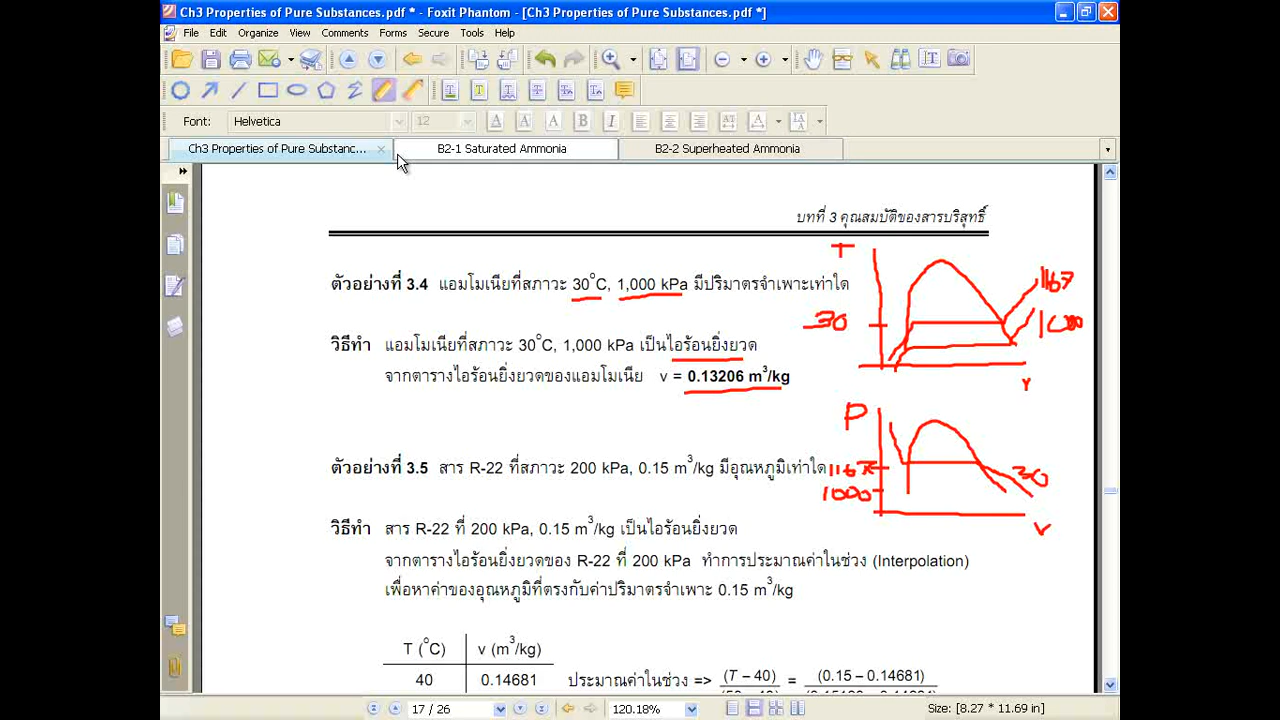 Ch3 Properties of Pure Substances.pdf * - Foxit Phantom - [Ch3 Properties of Pure Substances.pdf *]
File Edit Organize View Comments Forms Secure Tools Help
Font: Helvetica 12
Ch3 Properties of Pure Substanc... B2-1 Saturated Ammonia B2-2 Superheated Ammonia
บทที่ 3 คุณสมบัติของสารบริสุทธิ์
ตัวอย่างที่ 3.4 แอมโมเนียที่สภาวะ 30°C, 1,000 kPa มีปริมาตรจำเพาะเท่าใด
T
1167
30
1000
v
วิธีทำ แอมโมเนียที่สภาวะ 30°C, 1,000 kPa เป็นไอร้อนยิ่งยวด
จากตารางไอร้อนยิ่งยวดของแอมโมเนีย v = 0.13206 m³/kg
P
1167
30
1000
v
ตัวอย่างที่ 3.5 สาร R-22 ที่สภาวะ 200 kPa, 0.15 m³/kg มีอุณหภูมิเท่าใด
วิธีทำ สาร R-22 ที่ 200 kPa, 0.15 m³/kg เป็นไอร้อนยิ่งยวด
จากตารางไอร้อนยิ่งยวดของ R-22 ที่ 200 kPa ทำการประมาณค่าในช่วง (Interpolation)
เพื่อหาค่าของอุณหภูมิที่ตรงกับค่าปริมาตรจำเพาะ 0.15 m³/kg
T (°C) v (m³/kg)
40 0.14681 ประมาณค่าในช่วง => (T – 40) = (0.15 – 0.14681)
17 / 26 120.18% Size: [8.27 * 11.69 in]